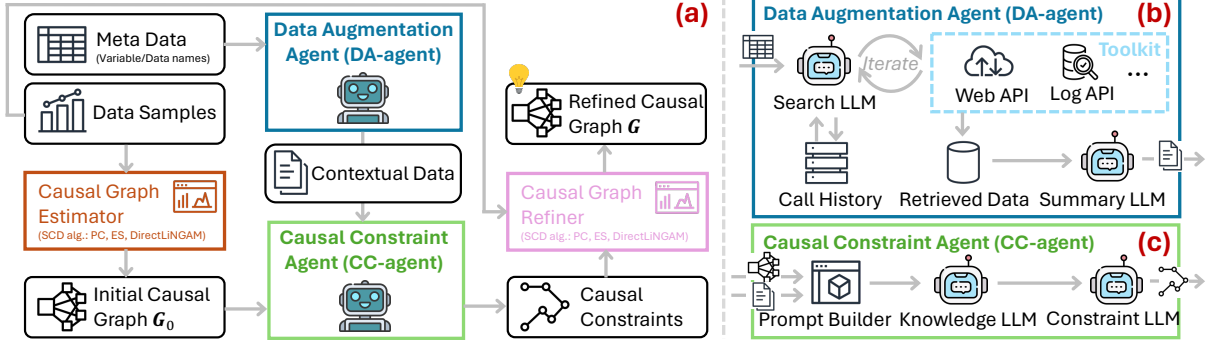 (a)
Meta Data
(Variable/Data names)
Data Samples
Causal Graph
Estimator
(SCD alg.: PC, ES, DirectLiNGAM)
Initial Causal
Graph G₀
Data Augmentation
Agent (DA-agent)
Contextual Data
Causal Constraint
Agent (CC-agent)
Refined Causal
Graph G
Causal Graph
Refiner
(SCD alg.: PC, ES, DirectLiNGAM)
Causal
Constraints
Data Augmentation Agent (DA-agent)
(b)
Search LLM
Iterate
Toolkit
Web API
Log API
...
Call History
Retrieved Data
Summary LLM
Causal Constraint Agent (CC-agent)
(c)
Prompt Builder
Knowledge LLM
Constraint LLM